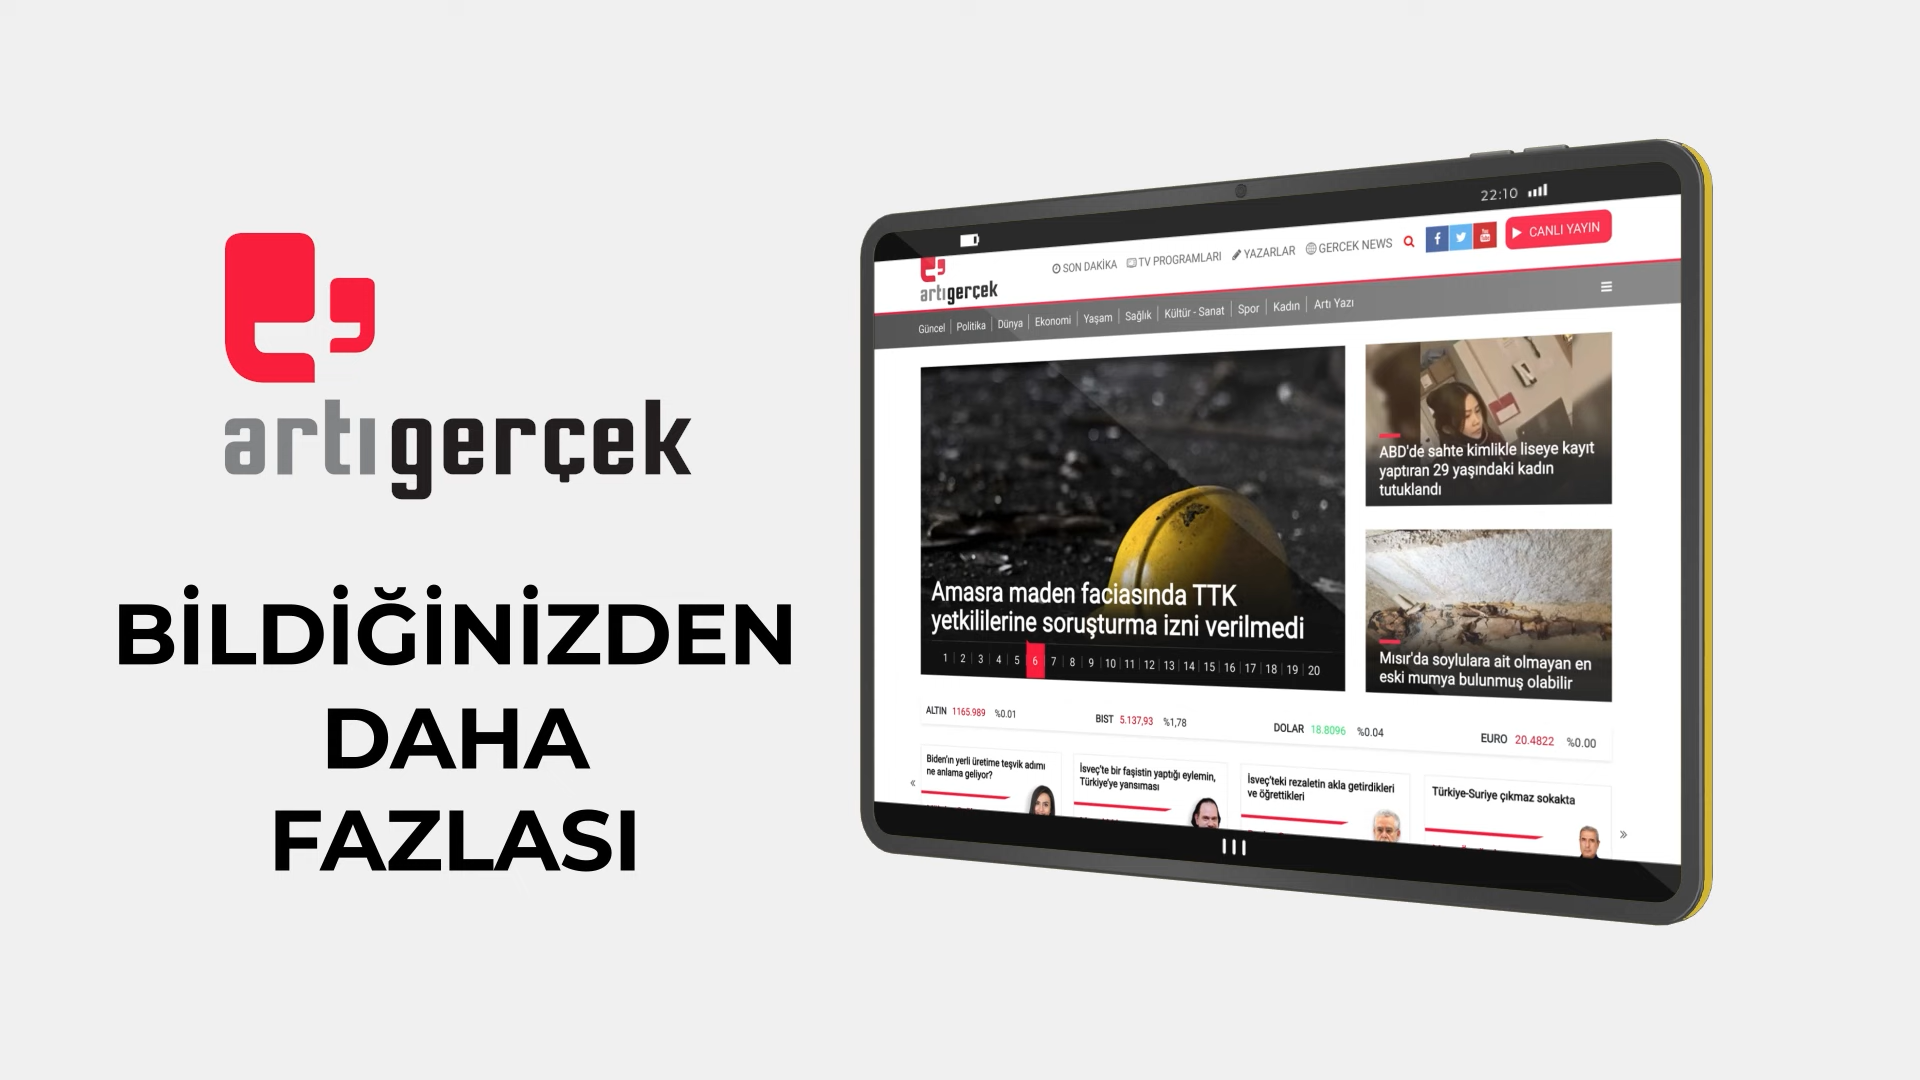 artıgerçek
BİLDİĞİNİZDEN
DAHA
FAZLASI
22:10
artıgerçek
SON DAKİKA TV PROGRAMLARI YAZARLAR GERCEK NEWS CANLI YAYIN
Güncel | Politika | Dünya | Ekonomi | Yaşam | Sağlık | Kültür - Sanat | Spor | Kadın | Artı Yazı
Amasra maden faciasında TTK
yetkililerine soruşturma izni verilmedi
1 2 3 4 5 6 7 8 9 10 11 12 13 14 15 16 17 18 19 20
ABD'de sahte kimlikle liseye kayıt
yaptıran 29 yaşındaki kadın
tutuklandı
Mısır'da soylulara ait olmayan en
eski mumya bulunmuş olabilir
ALTIN 1165.989 %0.01 BIST 5.137,93 %1,78 DOLAR 18.8096 %0.04 EURO 20.4822 %0.00
Biden'ın yerli üretime teşvik adımı
ne anlama geliyor?
İsveç'te bir faşistin yaptığı eylemin,
Türkiye'ye yansıması
İsveç'teki rezaletin akla getirdikleri
ve öğrettikleri
Türkiye-Suriye çıkmaz sokakta